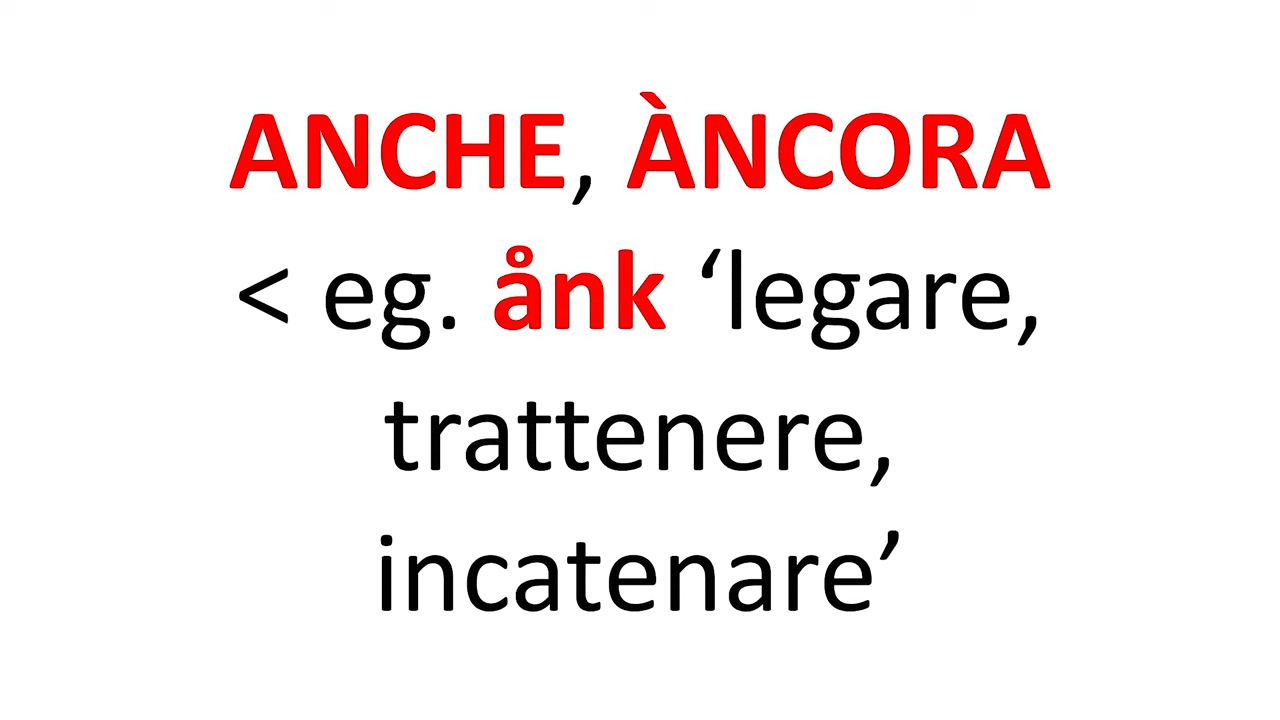 ANCHE, ÀNCORA
< eg. ånk ‘legare,
trattenere,
incatenare’